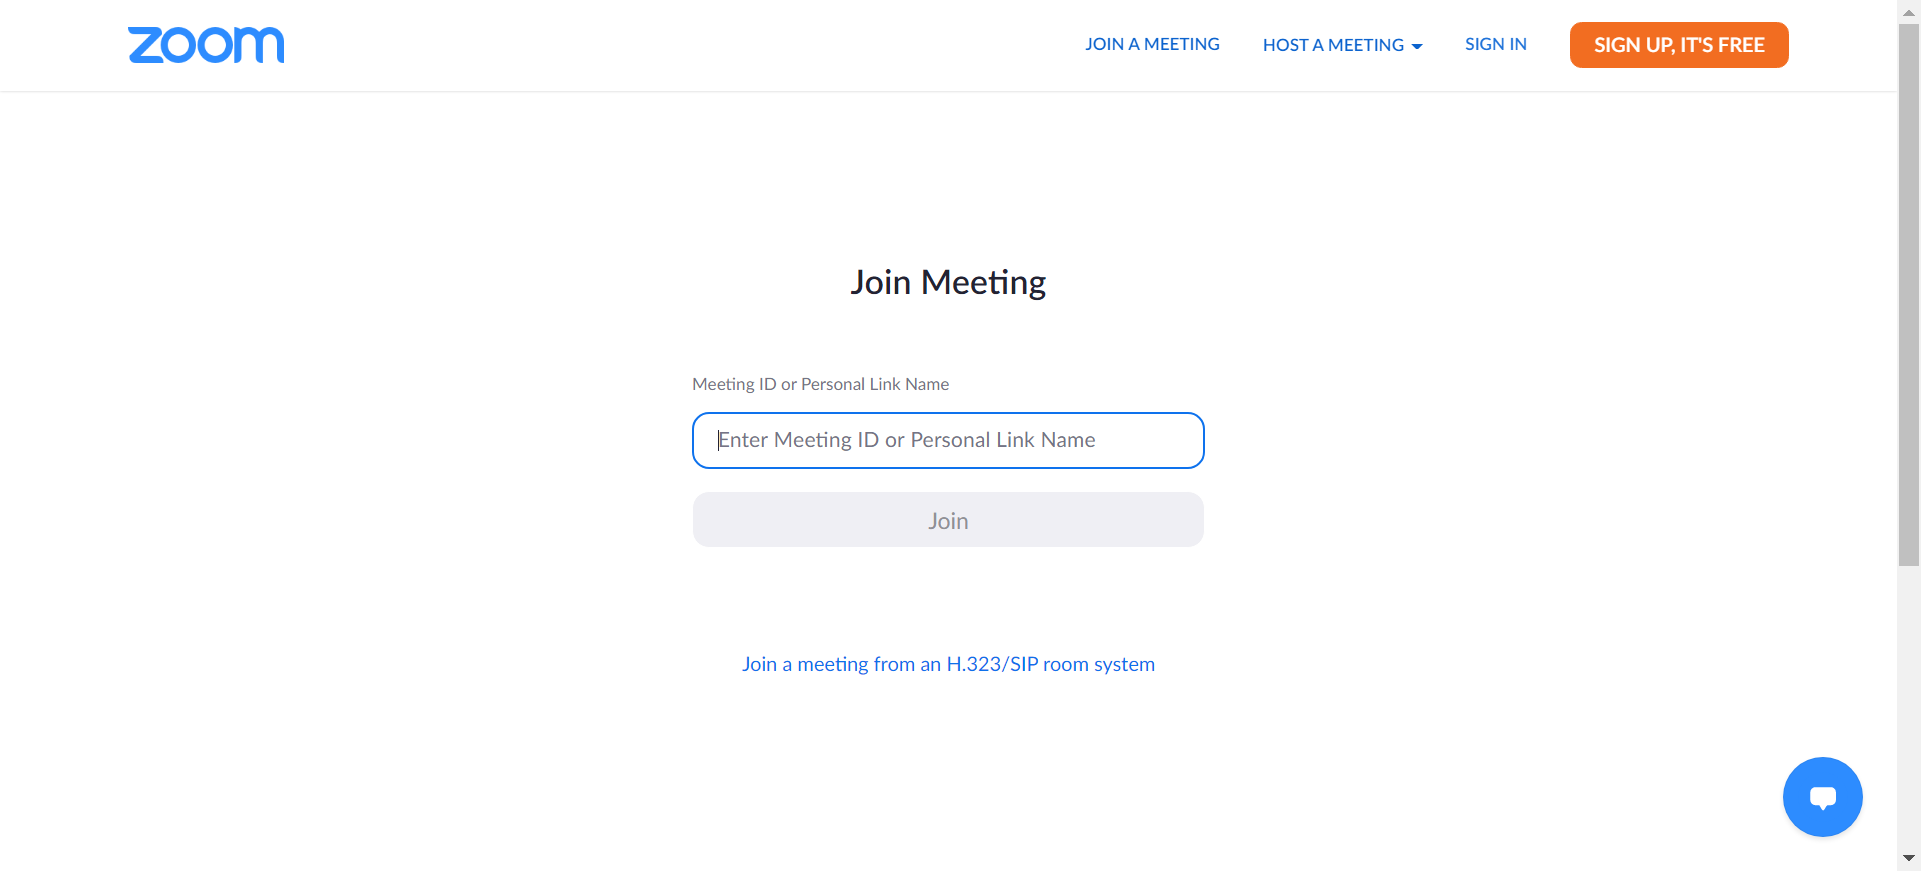 zoom
JOIN A MEETING
HOST A MEETING
SIGN IN
SIGN UP, IT'S FREE
Join Meeting
Meeting ID or Personal Link Name
Enter Meeting ID or Personal Link Name
Join
Join a meeting from an H.323/SIP room system